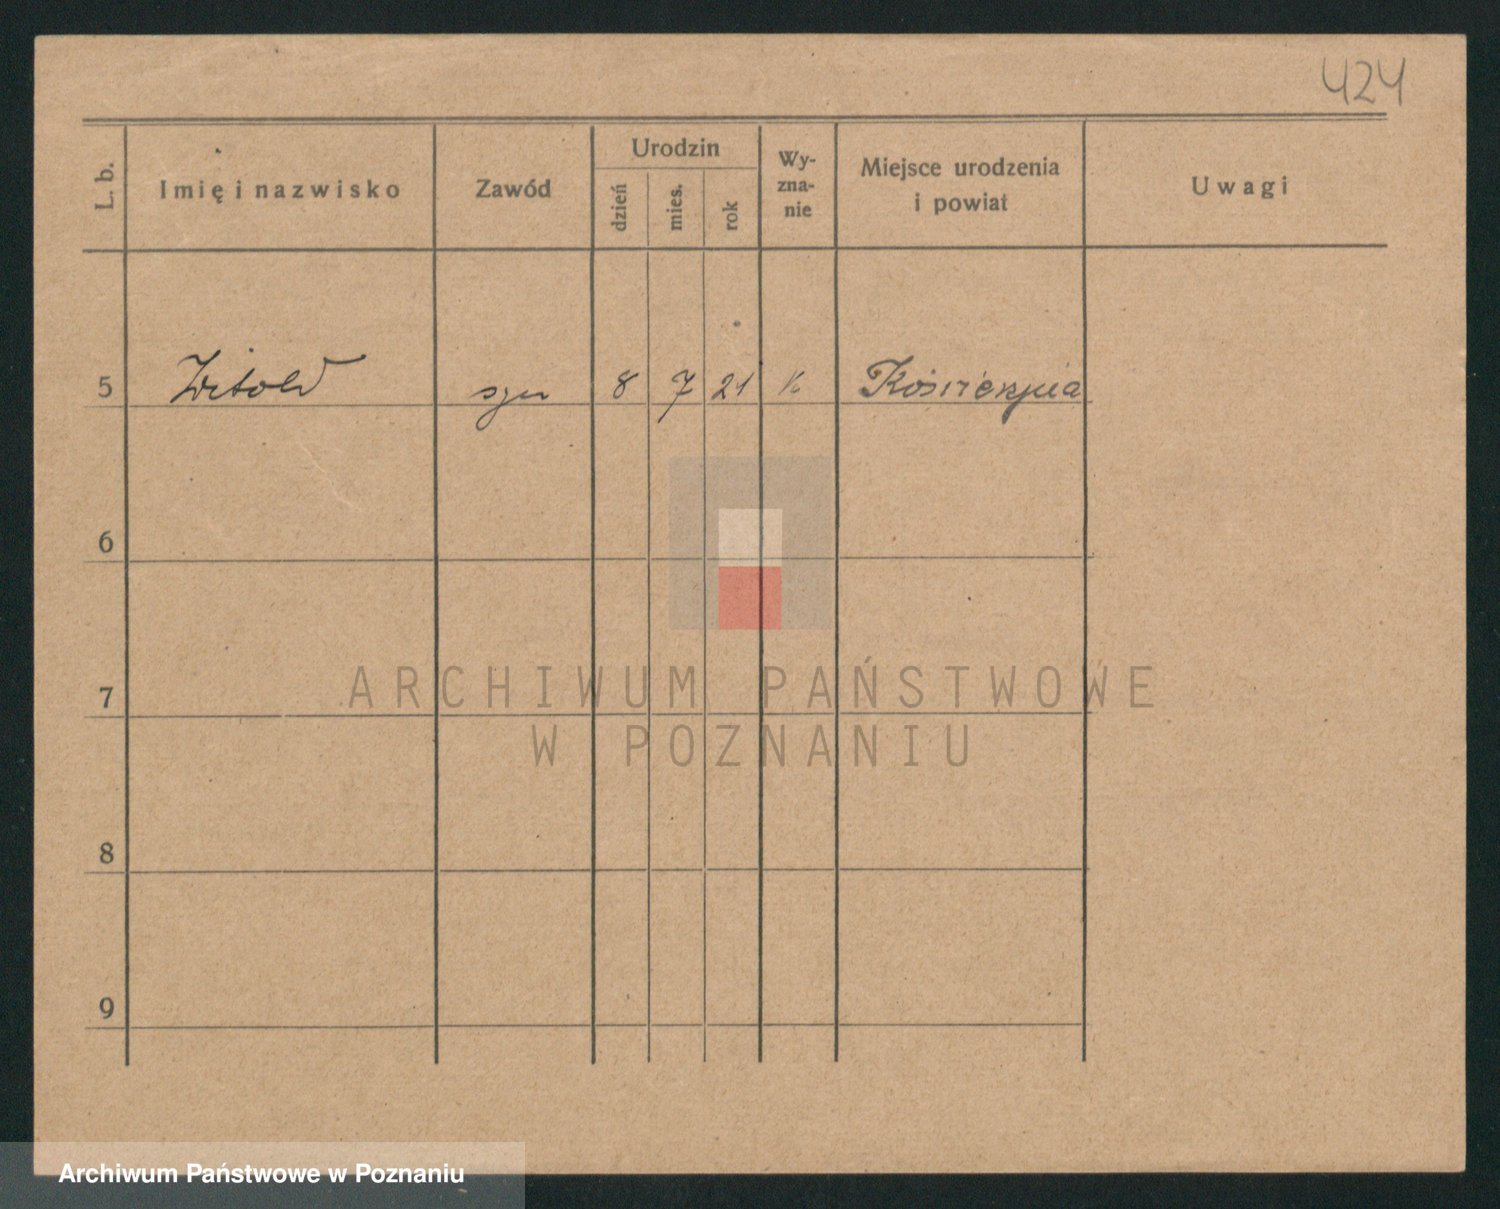 424
L. b.
Imię i nazwisko
Zawód
Urodzin
dzień
mies.
rok
Wy-
zna-
nie
Miejsce urodzenia
i powiat
Uwagi
5 Witold syn 8 7 21 k
6
7
8
9
ARCHIWUM PAŃSTWOWE
W POZNANIU
Archiwum Państwowe w Poznaniu